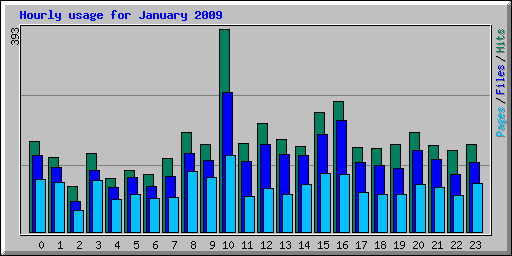 Hourly usage for January 2009
393
Pages/Files/Hits
0 1 2 3 4 5 6 7 8 9 10 11 12 13 14 15 16 17 18 19 20 21 22 23